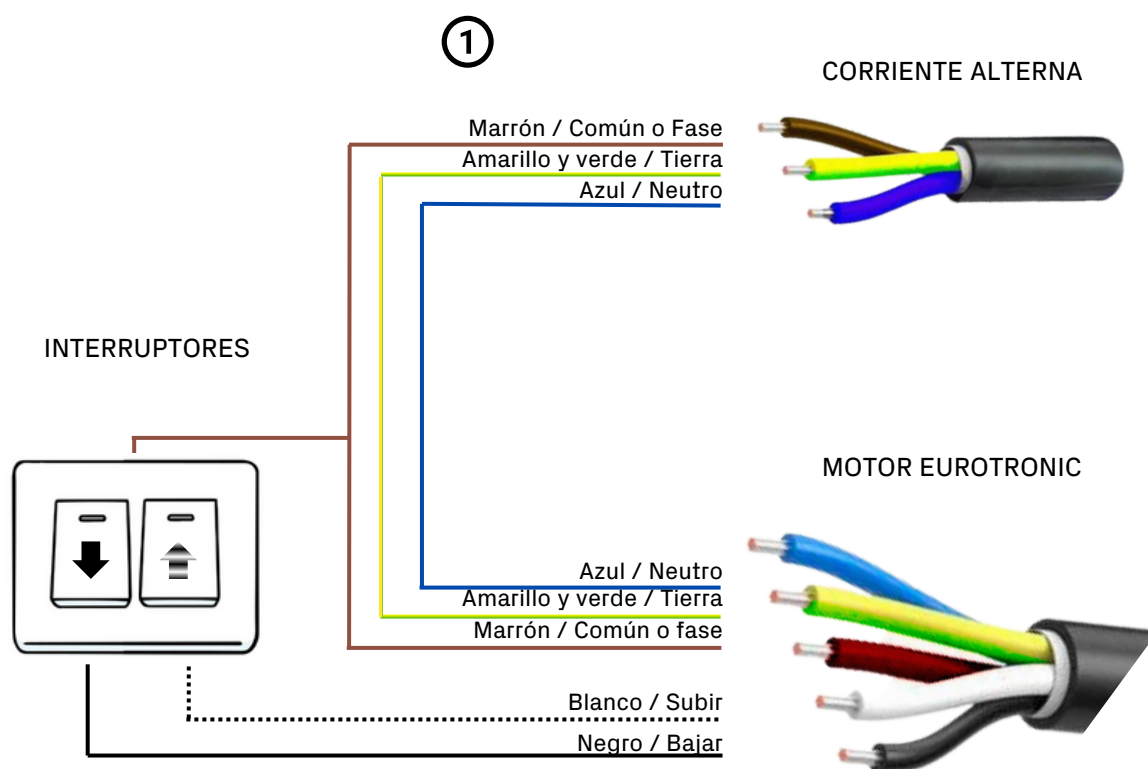 1
CORRIENTE ALTERNA
Marrón / Común o Fase
Amarillo y verde / Tierra
Azul / Neutro
INTERRUPTORES
MOTOR EUROTRONIC
Azul / Neutro
Amarillo y verde / Tierra
Marrón / Común o fase
Blanco / Subir
Negro / Bajar